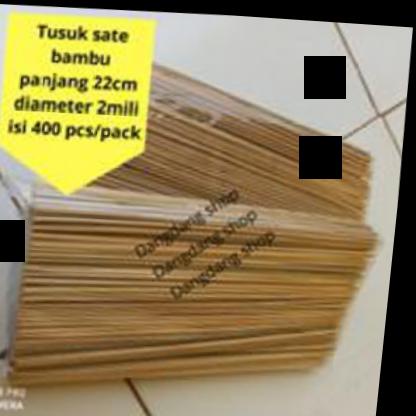 Tusuk sate
bambu
panjang 22cm
diameter 2mili
isi 400 pcs/pack
Dangdang shop
Dangdang shop
Dangdang shop